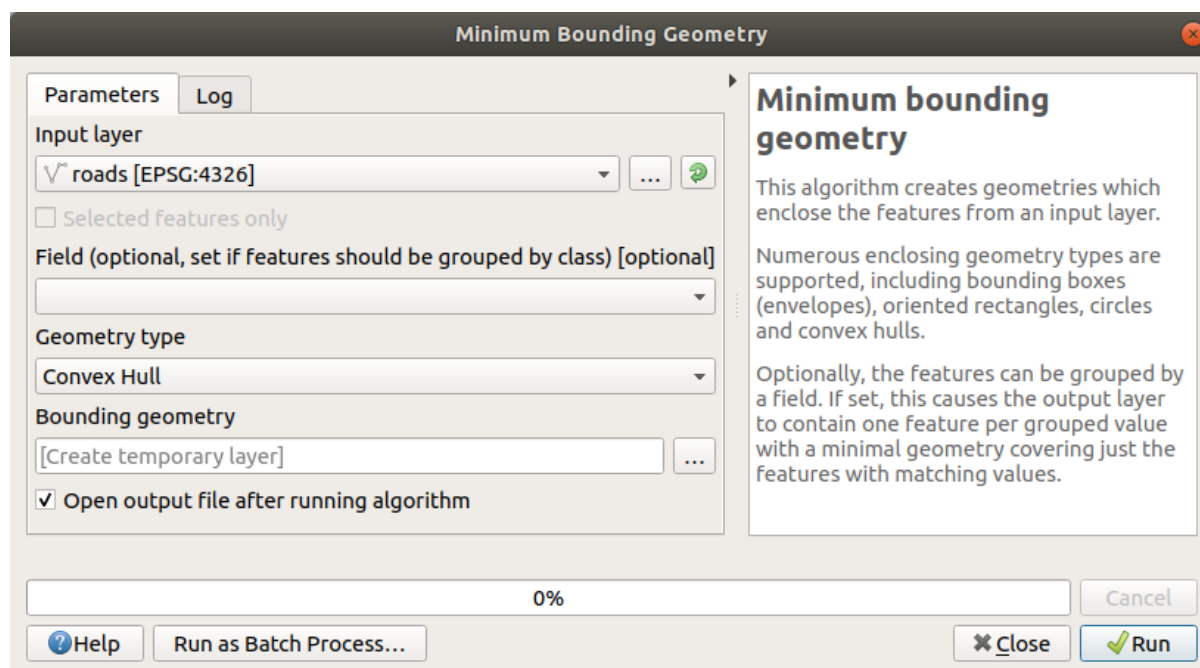 Minimum Bounding Geometry
Parameters
Log
Input layer
roads [EPSG:4326]
...
Selected features only
Field (optional, set if features should be grouped by class) [optional]
Geometry type
Convex Hull
Bounding geometry
[Create temporary layer]
...
Open output file after running algorithm
Minimum bounding
geometry
This algorithm creates geometries which
enclose the features from an input layer.
Numerous enclosing geometry types are
supported, including bounding boxes
(envelopes), oriented rectangles, circles
and convex hulls.
Optionally, the features can be grouped by
a field. If set, this causes the output layer
to contain one feature per grouped value
with a minimal geometry covering just the
features with matching values.
0%
Cancel
Help
Run as Batch Process...
Close
Run